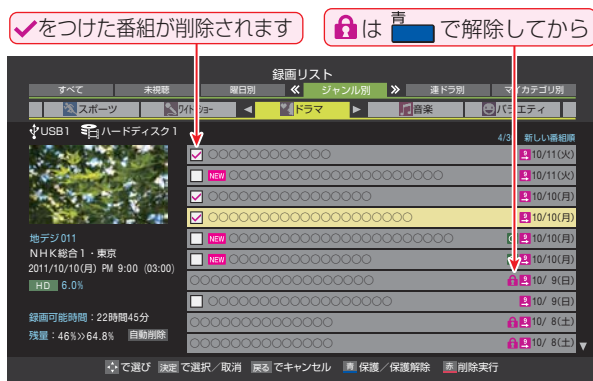 ✓をつけた番組が削除されます
🔒は 青 で解除してから
録画リスト
すべて 未視聴 曜日別 ≪ ジャンル別 ≫ 連ドラ別 マイカテゴリ別
スポーツ ワイドショー ◀ ドラマ ▶ 音楽 バラエティ
USB1 ハードディスク1
新しい番組順
○○○○○○○○○○○○ 10/11(火)
NEW ○○○○○○○○○○○○○○○○○○○○○ 10/11(火)
○○○○○○○○○○○○○○○○ 10/10(月)
○○○○○○○○○○○○○○○○○○○○ 10/10(月)
NEW ○○○○○○○○○○○○○○○○○○○○○○ 10/10(月)
NEW ○○○○○○○○○○○○○○○○ 10/10(月)
○○○○○○○○○○○○○○○○○○○○ 10/ 9(日)
○○○○○○○○○○○○○○○○○○ 10/ 9(日)
○○○○○○○○○○○○ 10/ 8(土)
○○○○○○○○○○○○○○○○ 10/ 8(土) ▼
地デジ011
NHK総合1・東京
2011/10/10(月) PM 9:00 (03:00)
HD 6.0%
録画可能時間：22時間45分
残量：46%≫64.8% 自動削除
で選び 決定 で選択／取消 戻る でキャンセル 青 保護／保護解除 赤 削除実行